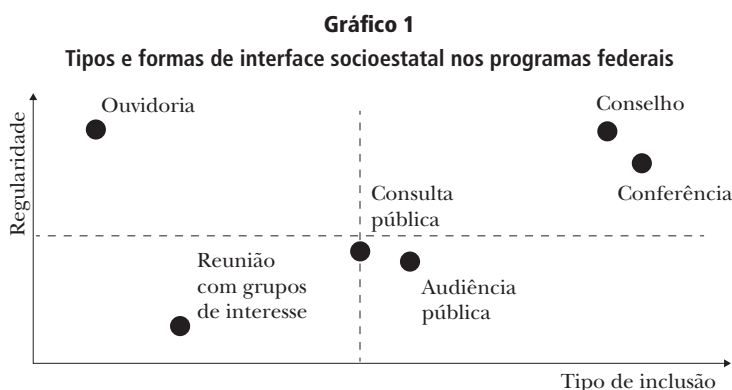 Gráfico 1
Tipos e formas de interface socioestatal nos programas federais
Regularidade
Ouvidoria
Conselho
Conferência
Consulta
pública
Reunião
com grupos
de interesse
Audiência
pública
Tipo de inclusão